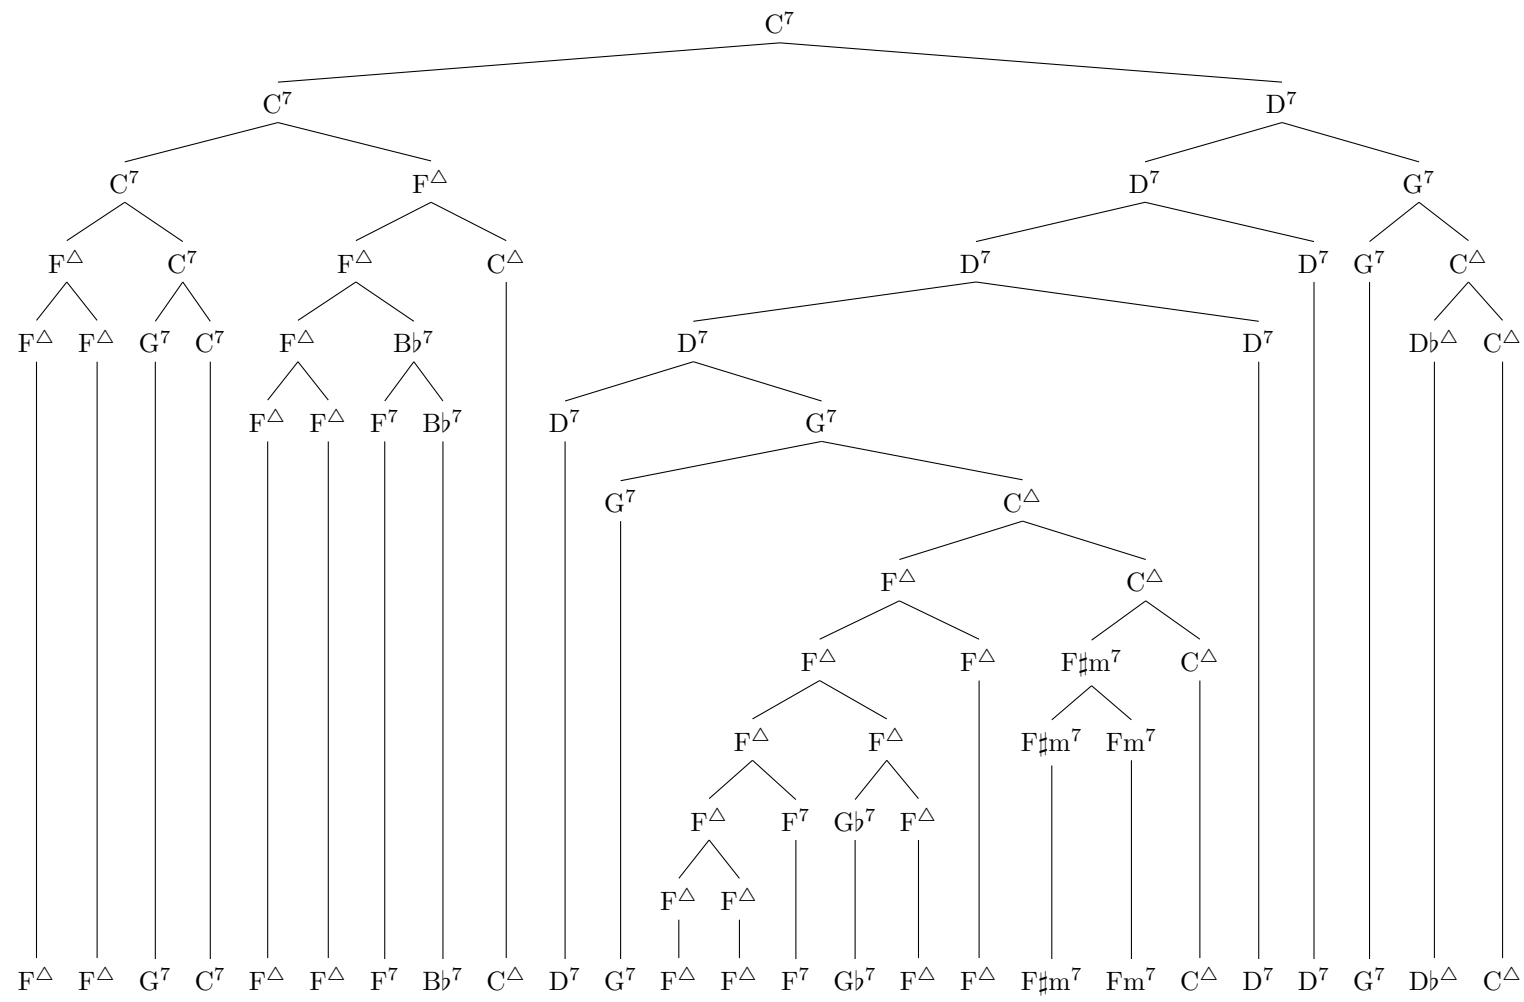 C⁷
C⁷ D⁷
C⁷ F△ D⁷ G⁷
F△ C⁷ F△ C△ D⁷ D⁷ G⁷ C△
F△ F△ G⁷ C⁷ F△ B♭⁷ D⁷ D⁷ D♭△ C△
F△ F△ F⁷ B♭⁷ D⁷ G⁷
G⁷ C△
F△ C△
F△ F△ F♯m⁷ C△
F△ F△ F♯m⁷ Fm⁷
F△ F⁷ G♭⁷ F△
F△ F△
F△ F△ G⁷ C⁷ F△ F△ F⁷ B♭⁷ C△ D⁷ G⁷ F△ F△ F⁷ G♭⁷ F△ F△ F♯m⁷ Fm⁷ C△ D⁷ D⁷ G⁷ D♭△ C△